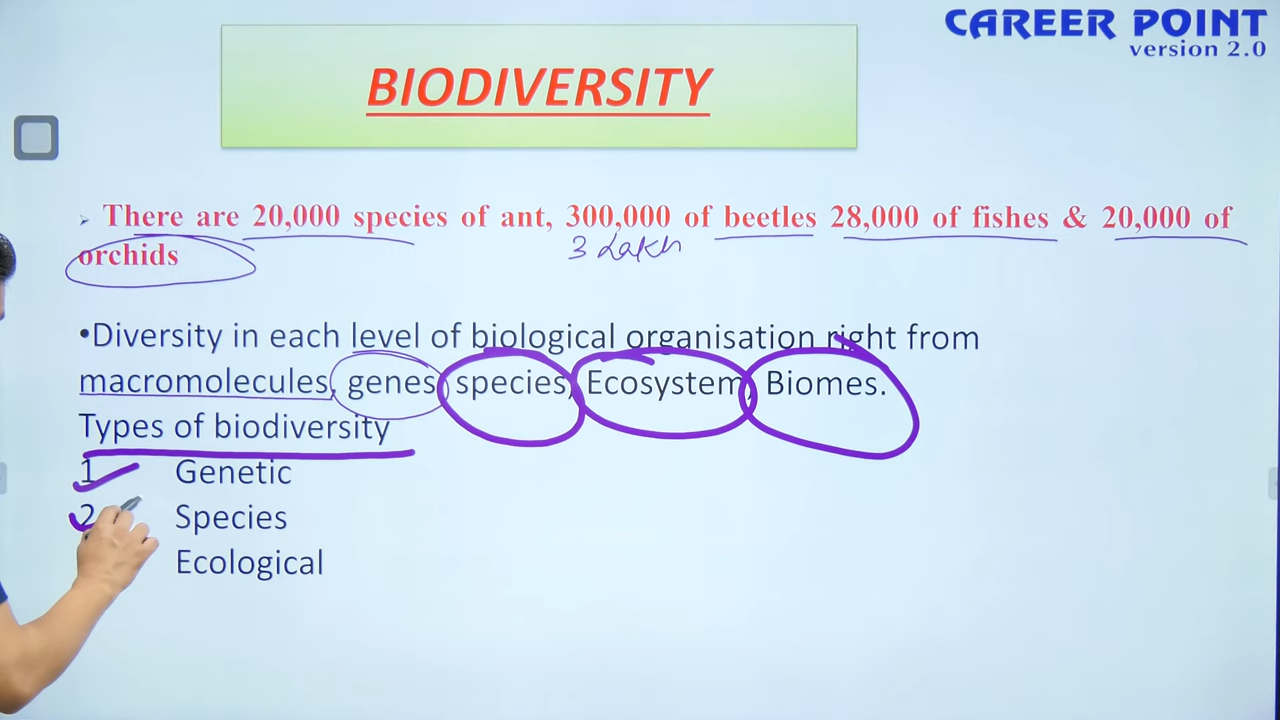 CAREER POINT
version 2.0
BIODIVERSITY
There are 20,000 species of ant, 300,000 of beetles 28,000 of fishes & 20,000 of
3 Lakh
orchids
•Diversity in each level of biological organisation right from
macromolecules, genes, species, Ecosystem, Biomes.
Types of biodiversity
1 Genetic
2 Species
Ecological